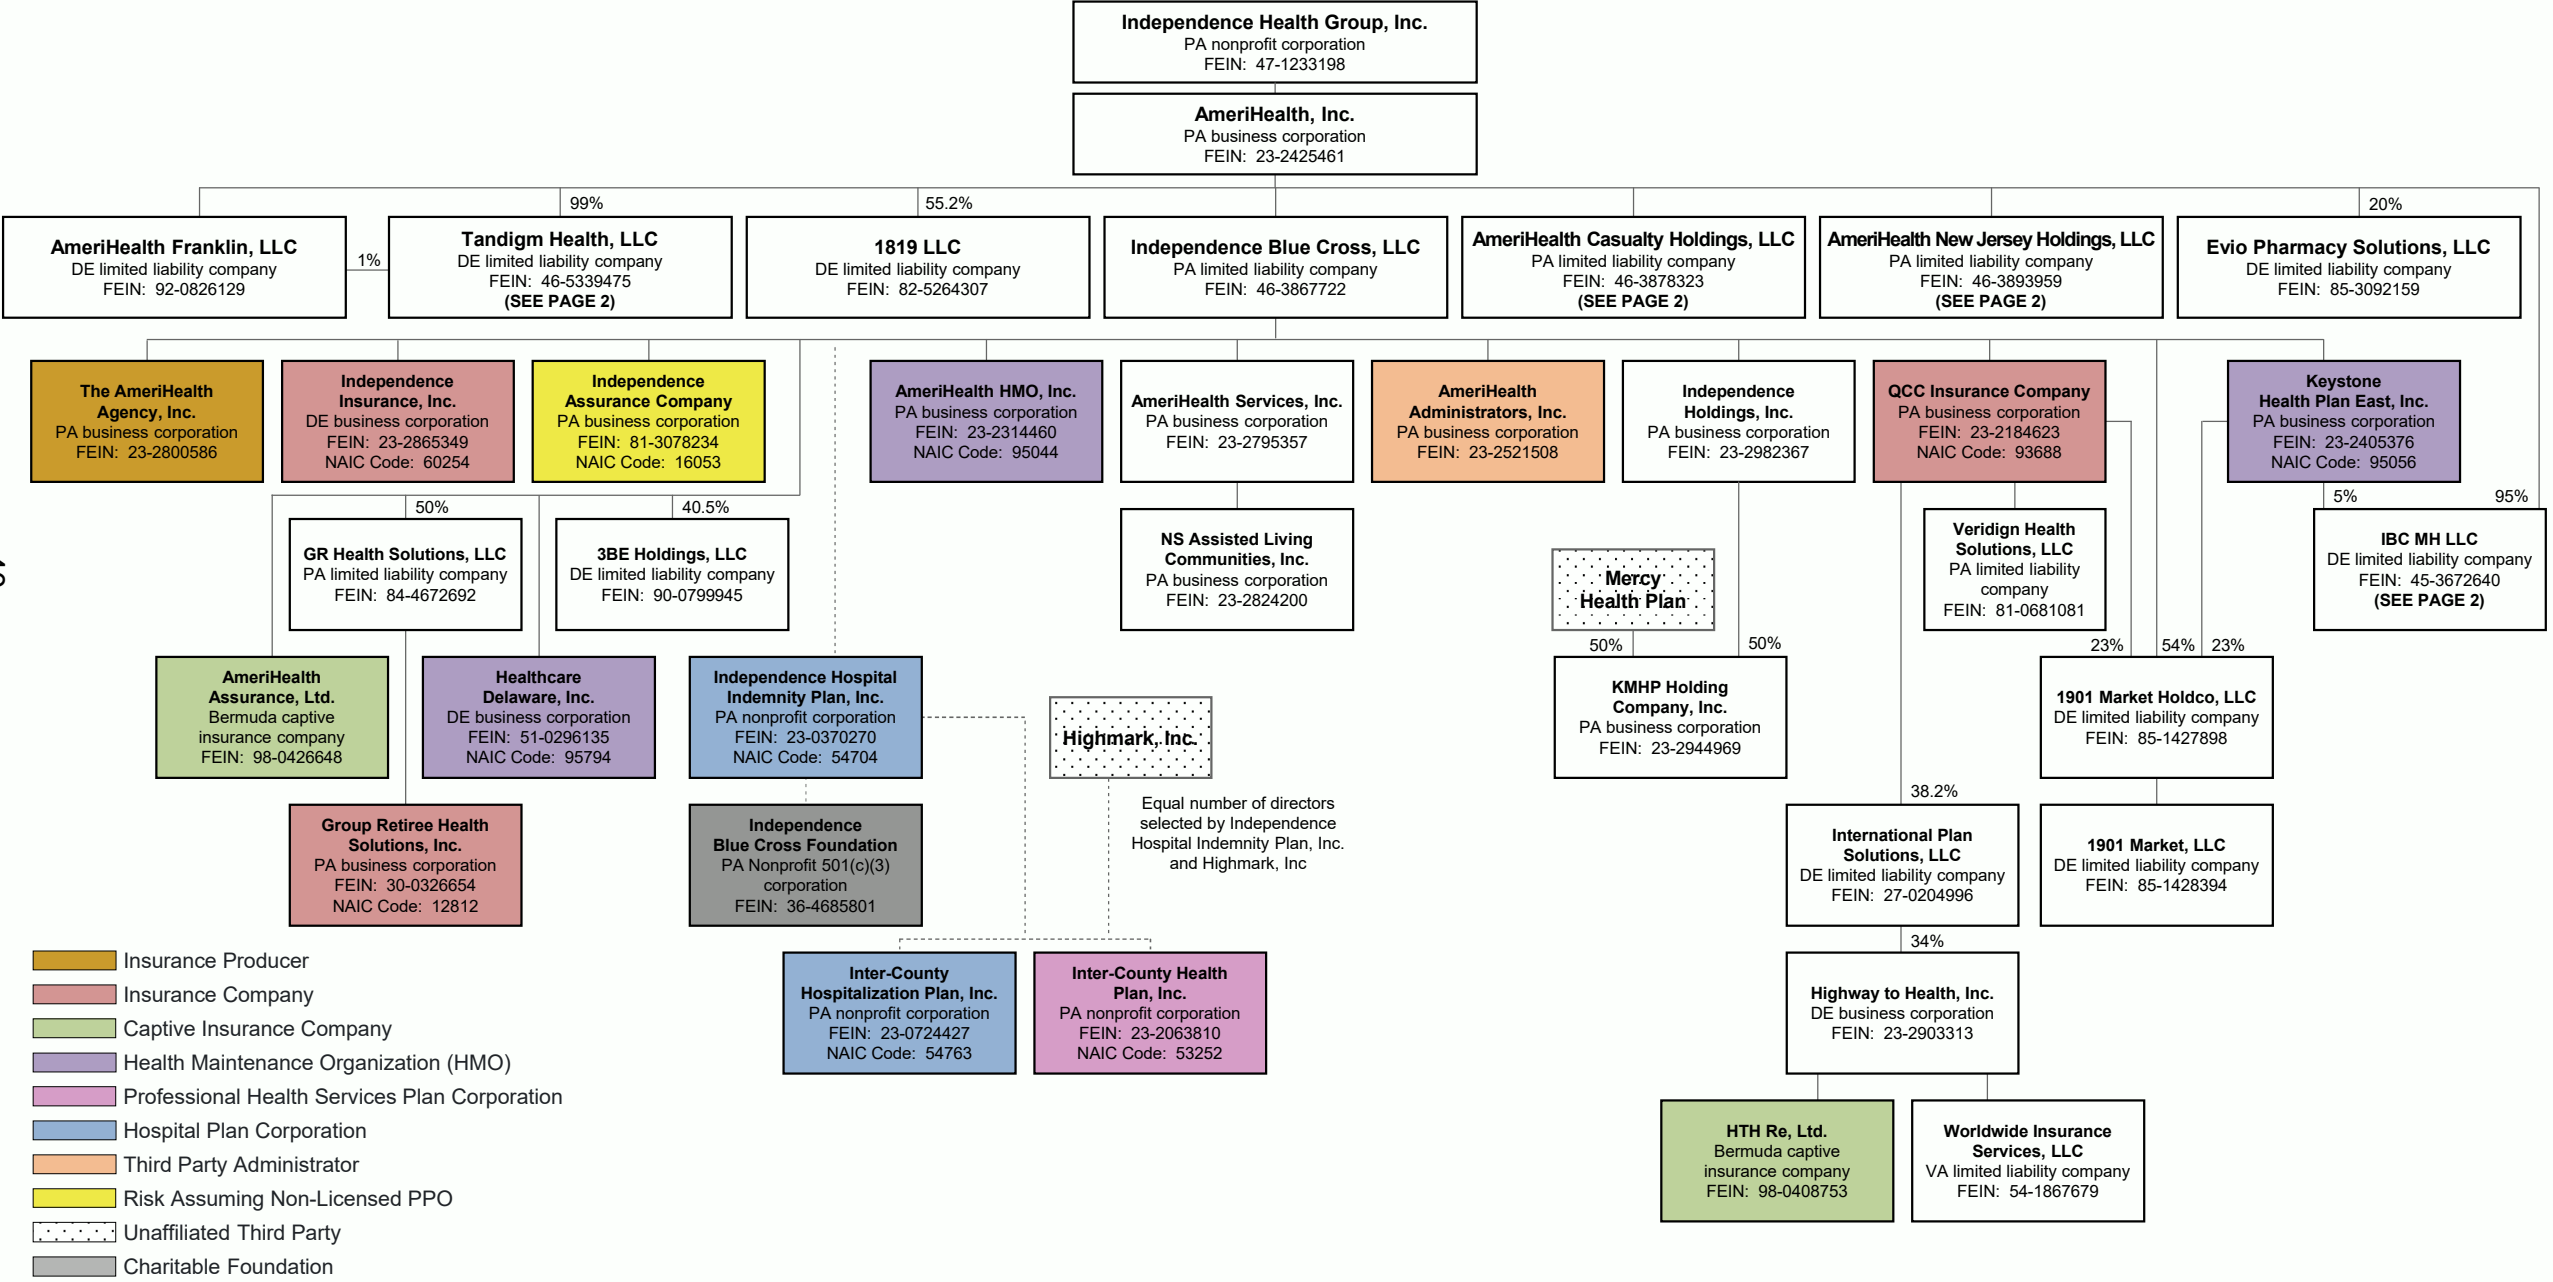 Independence Health Group, Inc.
PA nonprofit corporation
FEIN: 47-1233198
AmeriHealth, Inc.
PA business corporation
FEIN: 23-2425461
99%
55.2%
20%
AmeriHealth Franklin, LLC
DE limited liability company
FEIN: 92-0826129
1%
Tandigm Health, LLC
DE limited liability company
FEIN: 46-5339475
(SEE PAGE 2)
1819 LLC
DE limited liability company
FEIN: 82-5264307
Independence Blue Cross, LLC
PA limited liability company
FEIN: 46-3867722
AmeriHealth Casualty Holdings, LLC
PA limited liability company
FEIN: 46-3878323
(SEE PAGE 2)
AmeriHealth New Jersey Holdings, LLC
PA limited liability company
FEIN: 46-3893959
(SEE PAGE 2)
Evio Pharmacy Solutions, LLC
DE limited liability company
FEIN: 85-3092159
The AmeriHealth
Agency, Inc.
PA business corporation
FEIN: 23-2800586
Independence
Insurance, Inc.
DE business corporation
FEIN: 23-2865349
NAIC Code: 60254
Independence
Assurance Company
PA business corporation
FEIN: 81-3078234
NAIC Code: 16053
AmeriHealth HMO, Inc.
PA business corporation
FEIN: 23-2314460
NAIC Code: 95044
AmeriHealth Services, Inc.
PA business corporation
FEIN: 23-2795357
AmeriHealth
Administrators, Inc.
PA business corporation
FEIN: 23-2521508
Independence
Holdings, Inc.
PA business corporation
FEIN: 23-2982367
QCC Insurance Company
PA business corporation
FEIN: 23-2184623
NAIC Code: 93688
Keystone
Health Plan East, Inc.
PA business corporation
FEIN: 23-2405376
NAIC Code: 95056
50%
40.5%
5%
95%
GR Health Solutions, LLC
PA limited liability company
FEIN: 84-4672692
3BE Holdings, LLC
DE limited liability company
FEIN: 90-0799945
NS Assisted Living
Communities, Inc.
PA business corporation
FEIN: 23-2824200
Mercy
Health Plan
Veridign Health
Solutions, LLC
PA limited liability
company
FEIN: 81-0681081
IBC MH LLC
DE limited liability company
FEIN: 45-3672640
(SEE PAGE 2)
50%
50%
23%
54%
23%
AmeriHealth
Assurance, Ltd.
Bermuda captive
insurance company
FEIN: 98-0426648
Healthcare
Delaware, Inc.
DE business corporation
FEIN: 51-0296135
NAIC Code: 95794
Independence Hospital
Indemnity Plan, Inc.
PA nonprofit corporation
FEIN: 23-0370270
NAIC Code: 54704
Highmark, Inc.
KMHP Holding
Company, Inc.
PA business corporation
FEIN: 23-2944969
1901 Market Holdco, LLC
DE limited liability company
FEIN: 85-1427898
Equal number of directors
selected by Independence
Hospital Indemnity Plan, Inc.
and Highmark, Inc
38.2%
Group Retiree Health
Solutions, Inc.
PA business corporation
FEIN: 30-0326654
NAIC Code: 12812
Independence
Blue Cross Foundation
PA Nonprofit 501(c)(3)
corporation
FEIN: 36-4685801
International Plan
Solutions, LLC
DE limited liability company
FEIN: 27-0204996
1901 Market, LLC
DE limited liability company
FEIN: 85-1428394
34%
Inter-County
Hospitalization Plan, Inc.
PA nonprofit corporation
FEIN: 23-0724427
NAIC Code: 54763
Inter-County Health
Plan, Inc.
PA nonprofit corporation
FEIN: 23-2063810
NAIC Code: 53252
Highway to Health, Inc.
DE business corporation
FEIN: 23-2903313
HTH Re, Ltd.
Bermuda captive
insurance company
FEIN: 98-0408753
Worldwide Insurance
Services, LLC
VA limited liability company
FEIN: 54-1867679
Insurance Producer
Insurance Company
Captive Insurance Company
Health Maintenance Organization (HMO)
Professional Health Services Plan Corporation
Hospital Plan Corporation
Third Party Administrator
Risk Assuming Non-Licensed PPO
Unaffiliated Third Party
Charitable Foundation